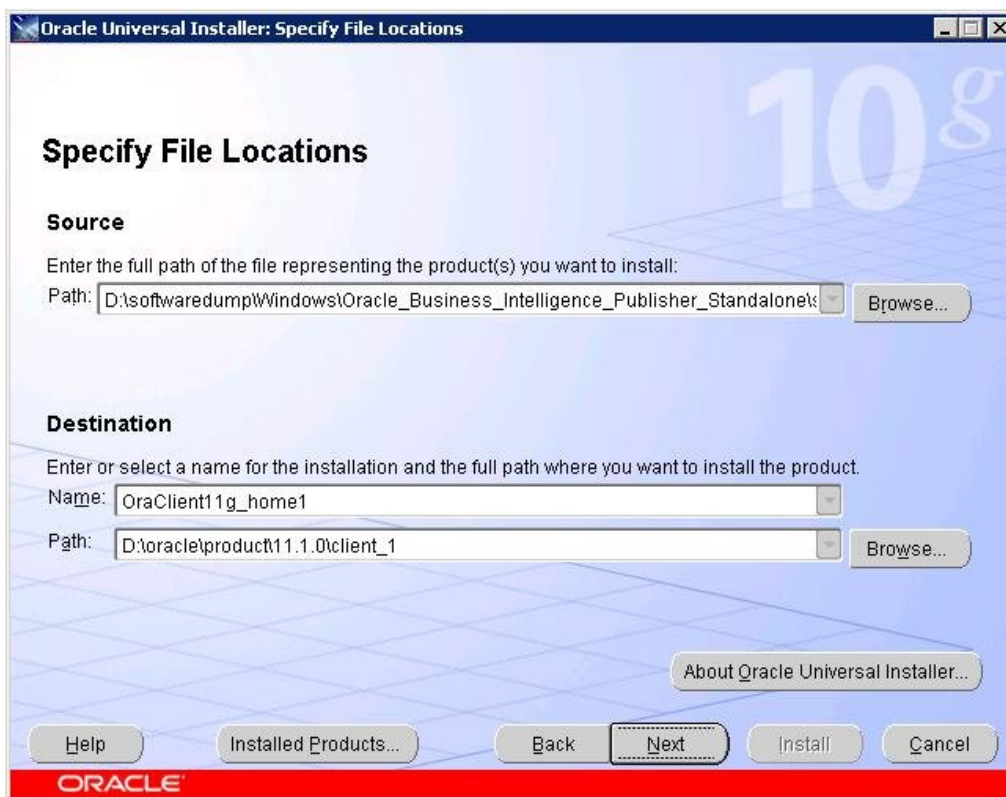 Oracle Universal Installer: Specify File Locations
10g
Specify File Locations
Source
Enter the full path of the file representing the product(s) you want to install:
Path: D:\softwaredump\Windows\Oracle_Business_Intelligence_Publisher_Standalone\s
Browse...
Destination
Enter or select a name for the installation and the full path where you want to install the product.
Name: OraClient11g_home1
Path: D:\oracle\product\11.1.0\client_1
Browse...
About Oracle Universal Installer...
Help Installed Products... Back Next Install Cancel
ORACLE